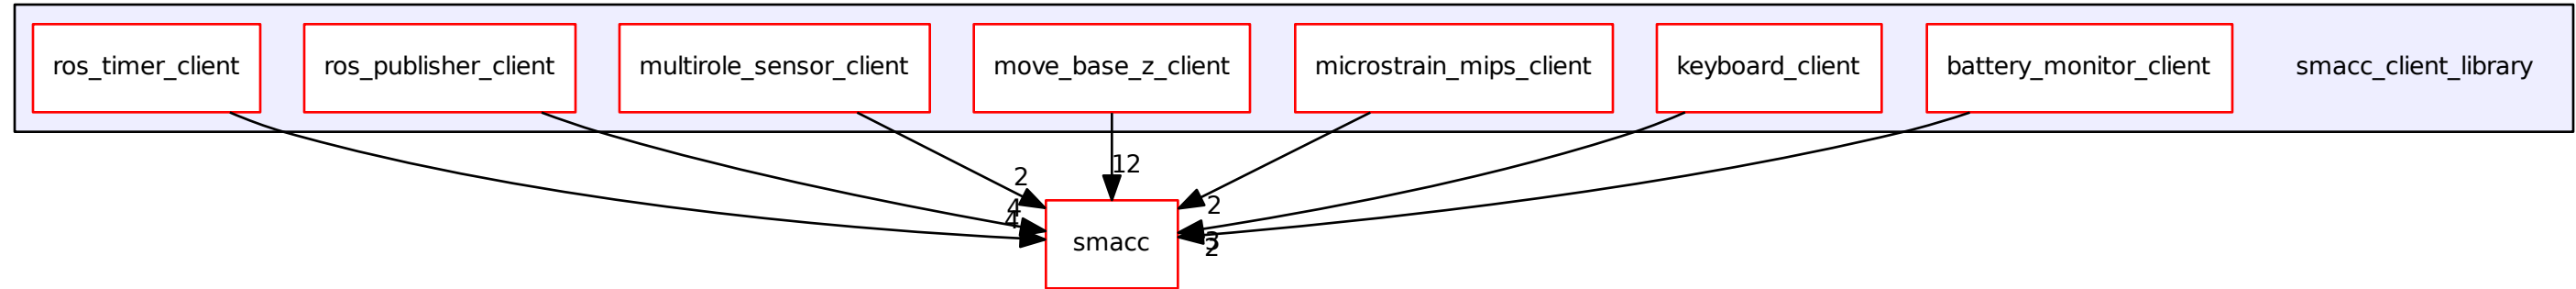 ros_timer_client
ros_publisher_client
multirole_sensor_client
move_base_z_client
microstrain_mips_client
keyboard_client
battery_monitor_client
smacc_client_library
12
2
2
4
4
3
2
smacc